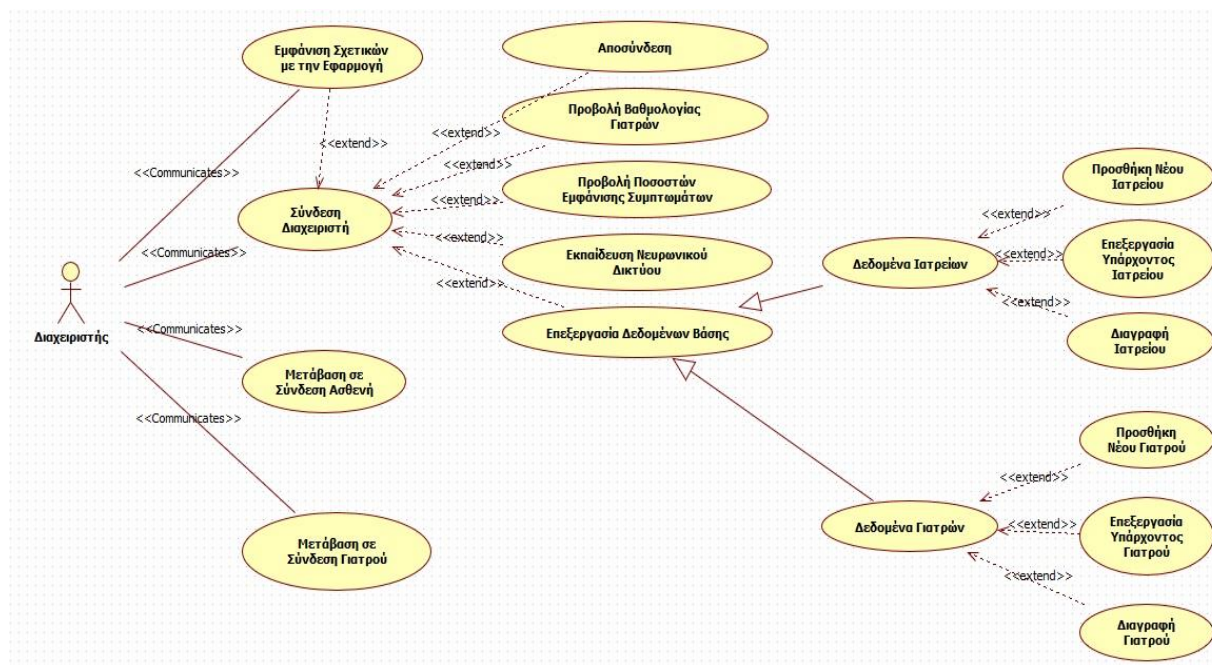 Εμφάνιση Σχετικών
με την Εφαρμογή
Αποσύνδεση
Προβολή Βαθμολογίας
Γιατρών
<<extend>>
<<extend>>
<<extend>>
<<Communicates>>
Προβολή Ποσοστών
Εμφάνισης Συμπτωμάτων
<<extend>>
Σύνδεση
Διαχειριστή
<<extend>>
<<Communicates>>
Εκπαίδευση Νευρωνικού
Δικτύου
<<extend>>
Επεξεργασία Δεδομένων Βάσης
Διαχειριστής
<<Communicates>>
Μετάβαση σε
Σύνδεση Ασθενή
<<Communicates>>
Μετάβαση σε
Σύνδεση Γιατρού
Δεδομένα Ιατρείων
Προσθήκη Νέου
Ιατρείου
<<extend>>
<<extend>>
Επεξεργασία
Υπάρχοντος
Ιατρείου
<<extend>>
Διαγραφή
Ιατρείου
Δεδομένα Γιατρών
Προσθήκη
Νέου Γιατρού
<<extend>>
<<extend>>
Επεξεργασία
Υπάρχοντος
Γιατρού
<<extend>>
Διαγραφή
Γιατρού